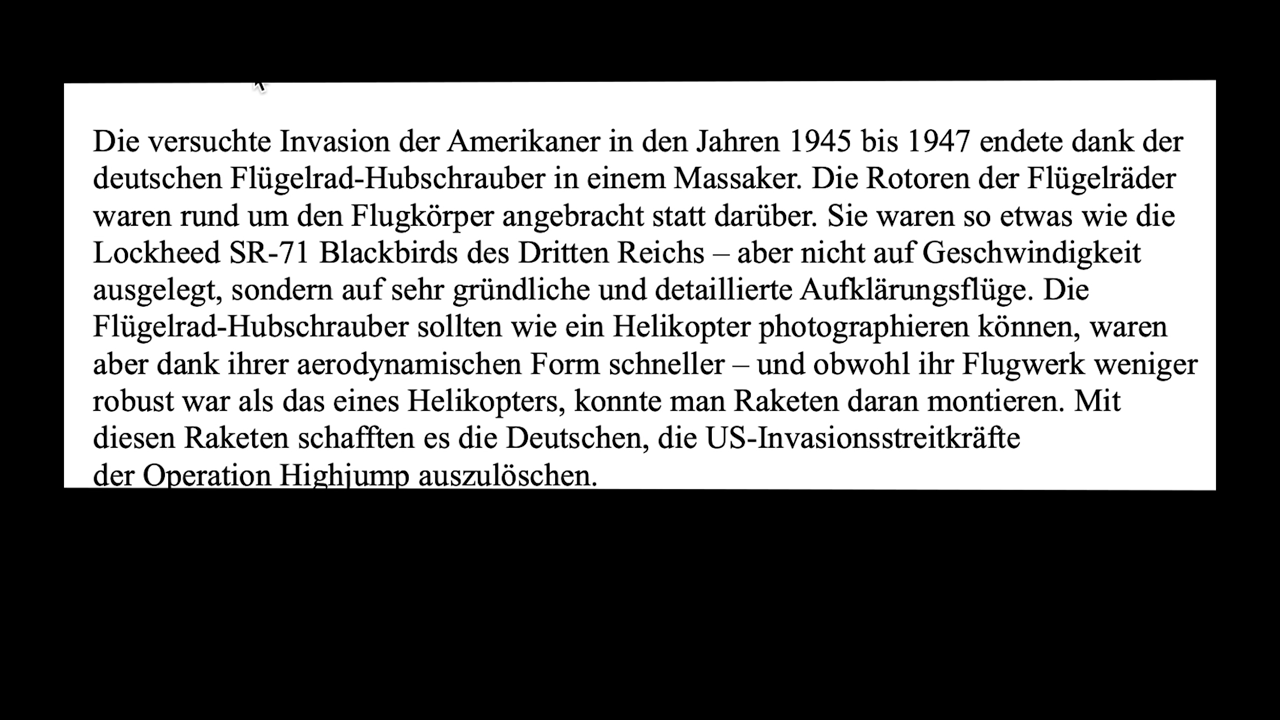 Die versuchte Invasion der Amerikaner in den Jahren 1945 bis 1947 endete dank der
deutschen Flügelrad-Hubschrauber in einem Massaker. Die Rotoren der Flügelräder
waren rund um den Flugkörper angebracht statt darüber. Sie waren so etwas wie die
Lockheed SR-71 Blackbirds des Dritten Reichs – aber nicht auf Geschwindigkeit
ausgelegt, sondern auf sehr gründliche und detaillierte Aufklärungsflüge. Die
Flügelrad-Hubschrauber sollten wie ein Helikopter photographieren können, waren
aber dank ihrer aerodynamischen Form schneller – und obwohl ihr Flugwerk weniger
robust war als das eines Helikopters, konnte man Raketen daran montieren. Mit
diesen Raketen schafften es die Deutschen, die US-Invasionsstreitkräfte
der Operation Highjump auszulöschen.